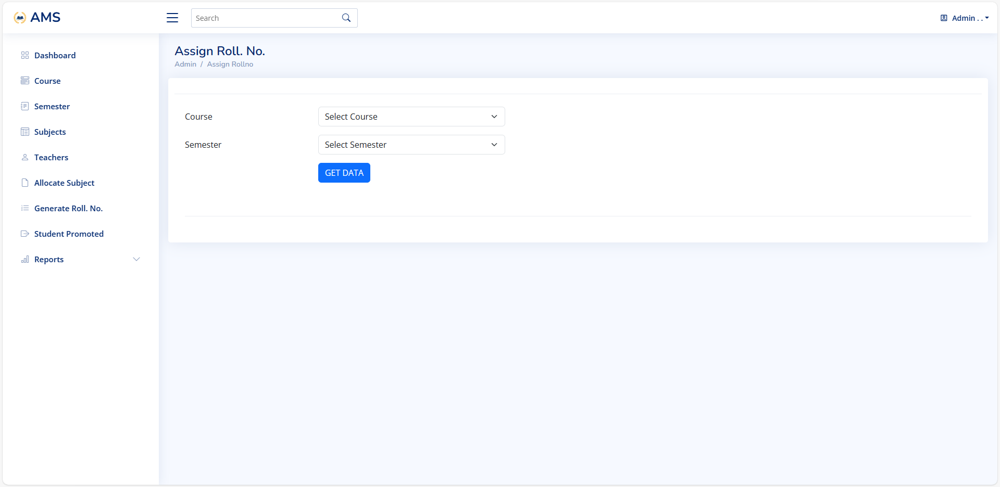 AMS
Search
Admin . .
Dashboard
Course
Semester
Subjects
Teachers
Allocate Subject
Generate Roll. No.
Student Promoted
Reports
Assign Roll. No.
Admin / Assign Rollno
Course
Select Course
Semester
Select Semester
GET DATA